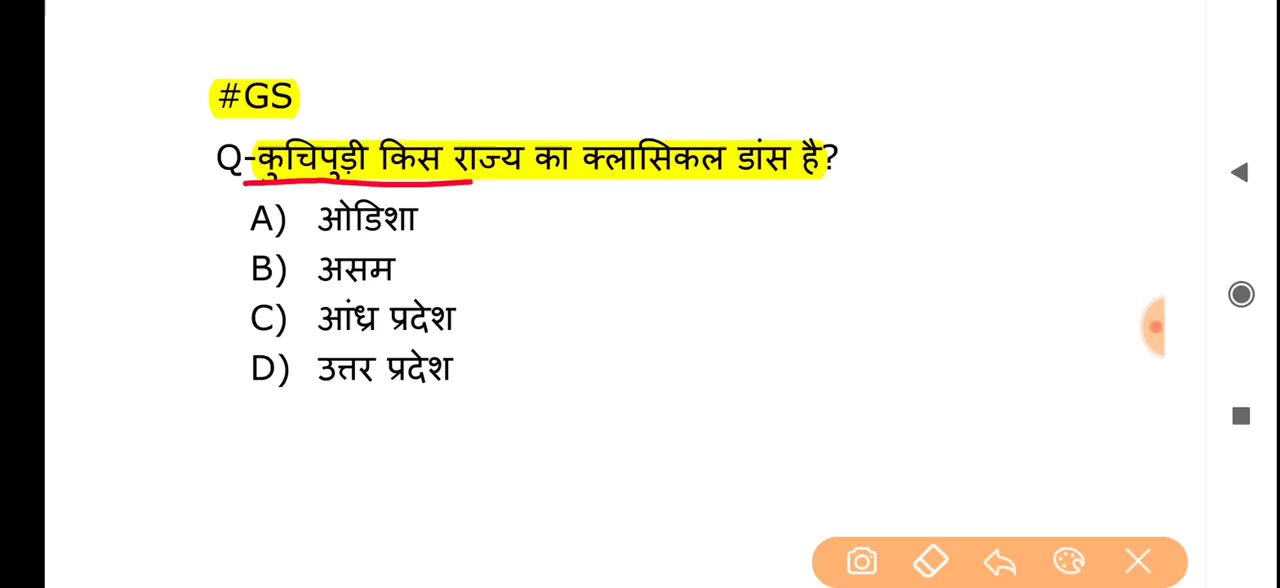 #GS
Q-कुचिपुड़ी किस राज्य का क्लासिकल डांस है?
A) ओडिशा
B) असम
C) आंध्र प्रदेश
D) उत्तर प्रदेश